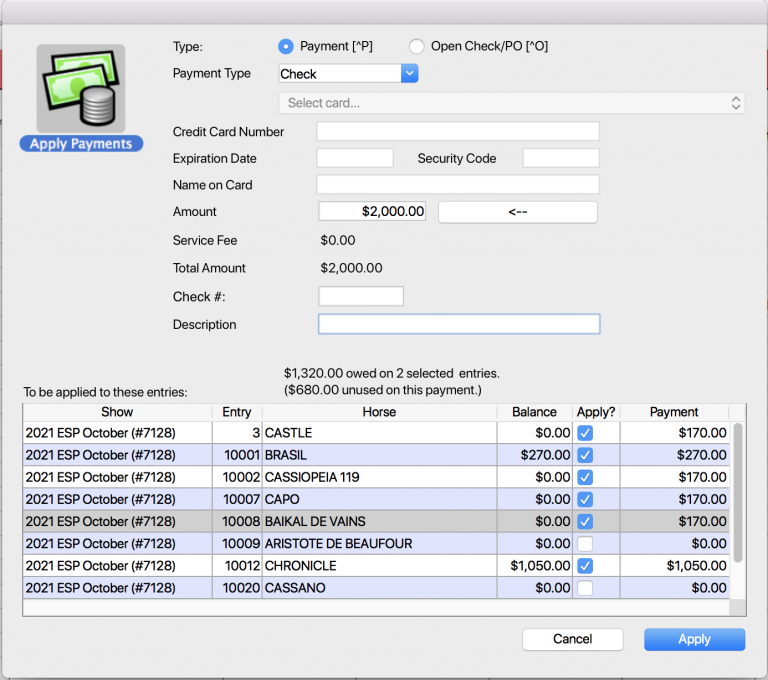 Type: Payment [^P] Open Check/PO [^O]
Payment Type Check
Select card...
Apply Payments
Credit Card Number
Expiration Date Security Code
Name on Card
Amount $2,000.00 <--
Service Fee $0.00
Total Amount $2,000.00
Check #:
Description
$1,320.00 owed on 2 selected entries.
To be applied to these entries: ($680.00 unused on this payment.)
Show Entry Horse Balance Apply? Payment
2021 ESP October (#7128) 3 CASTLE $0.00 $170.00
2021 ESP October (#7128) 10001 BRASIL $270.00 $270.00
2021 ESP October (#7128) 10002 CASSIOPEIA 119 $0.00 $170.00
2021 ESP October (#7128) 10007 CAPO $0.00 $170.00
2021 ESP October (#7128) 10008 BAIKAL DE VAINS $0.00 $170.00
2021 ESP October (#7128) 10009 ARISTOTE DE BEAUFOUR $0.00 $0.00
2021 ESP October (#7128) 10012 CHRONICLE $1,050.00 $1,050.00
2021 ESP October (#7128) 10020 CASSANO $0.00 $0.00
Cancel Apply